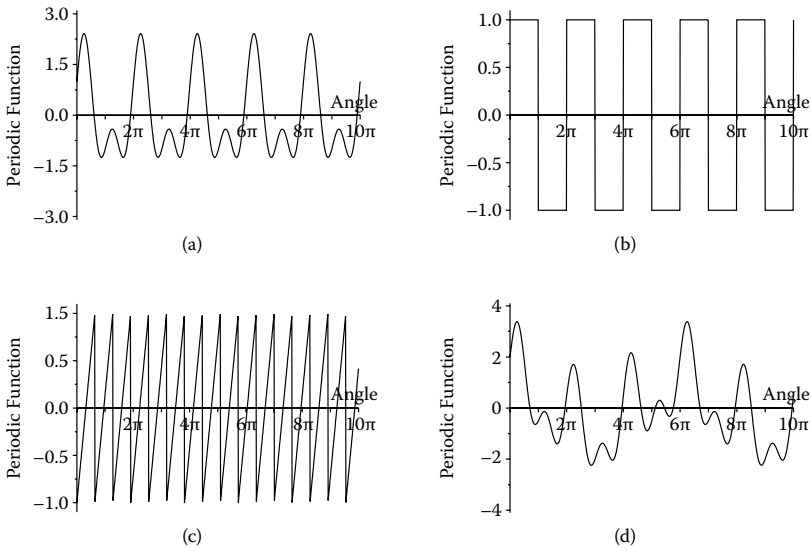 Periodic Function
3.0
1.5
0.0
−1.5
−3.0
Angle
2π 4π 6π 8π 10π
(a)
Periodic Function
1.0
0.5
0.0
−0.5
−1.0
Angle
2π 4π 6π 8π 10π
(b)
Periodic Function
1.5
0.5
0.0
−0.5
−1.0
Angle
2π 4π 6π 8π 10π
(c)
Periodic Function
4
2
0
−2
−4
Angle
2π 4π 6π 8π 10π
(d)